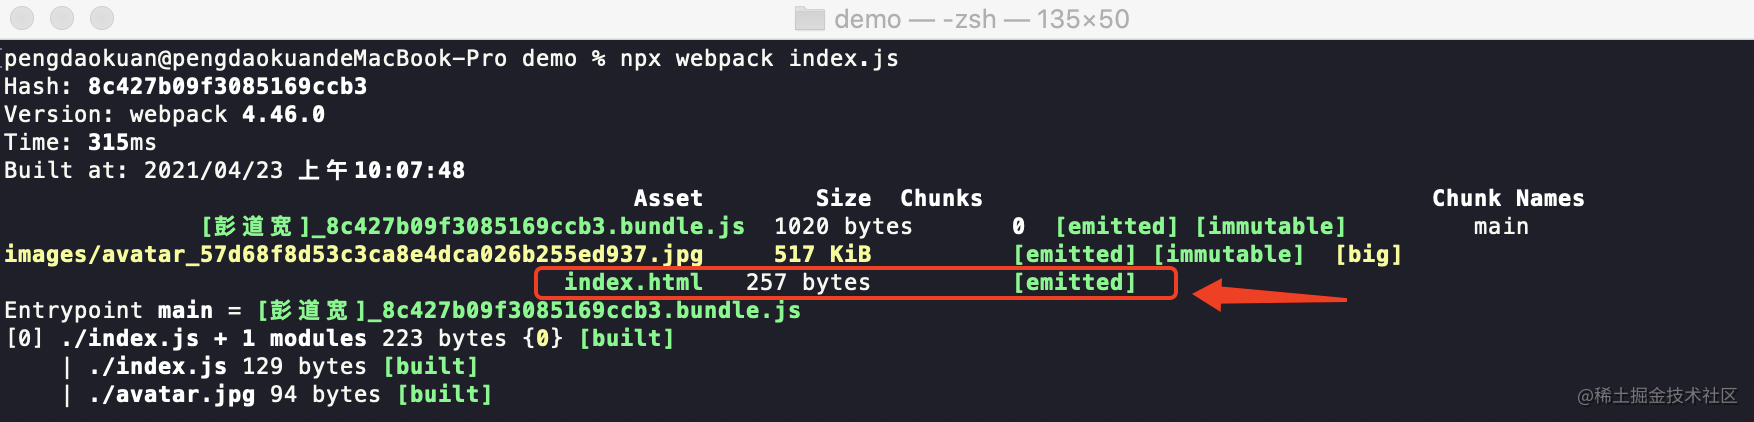 demo — -zsh — 135×50
pengdaokuan@pengdaokuandeMacBook-Pro demo % npx webpack index.js
Hash: 8c427b09f3085169ccb3
Version: webpack 4.46.0
Time: 315ms
Built at: 2021/04/23 上午10:07:48
Asset Size Chunks Chunk Names
[彭道宽]_8c427b09f3085169ccb3.bundle.js 1020 bytes 0 [emitted] [immutable] main
images/avatar_57d68f8d53c3ca8e4dca026b255ed937.jpg 517 KiB [emitted] [immutable] [big]
index.html 257 bytes [emitted]
Entrypoint main = [彭道宽]_8c427b09f3085169ccb3.bundle.js
[0] ./index.js + 1 modules 223 bytes {0} [built]
| ./index.js 129 bytes [built]
| ./avatar.jpg 94 bytes [built]
@稀土掘金技术社区